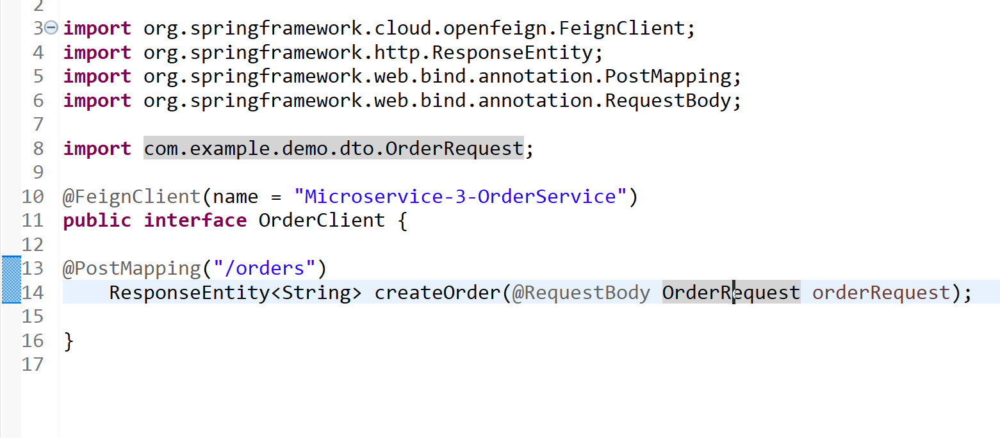 2
3 import org.springframework.cloud.openfeign.FeignClient;
4 import org.springframework.http.ResponseEntity;
5 import org.springframework.web.bind.annotation.PostMapping;
6 import org.springframework.web.bind.annotation.RequestBody;
7
8 import com.example.demo.dto.OrderRequest;
9
10 @FeignClient(name = "Microservice-3-OrderService")
11 public interface OrderClient {
12
13 @PostMapping("/orders")
14     ResponseEntity<String> createOrder(@RequestBody OrderRequest orderRequest);
15
16 }
17